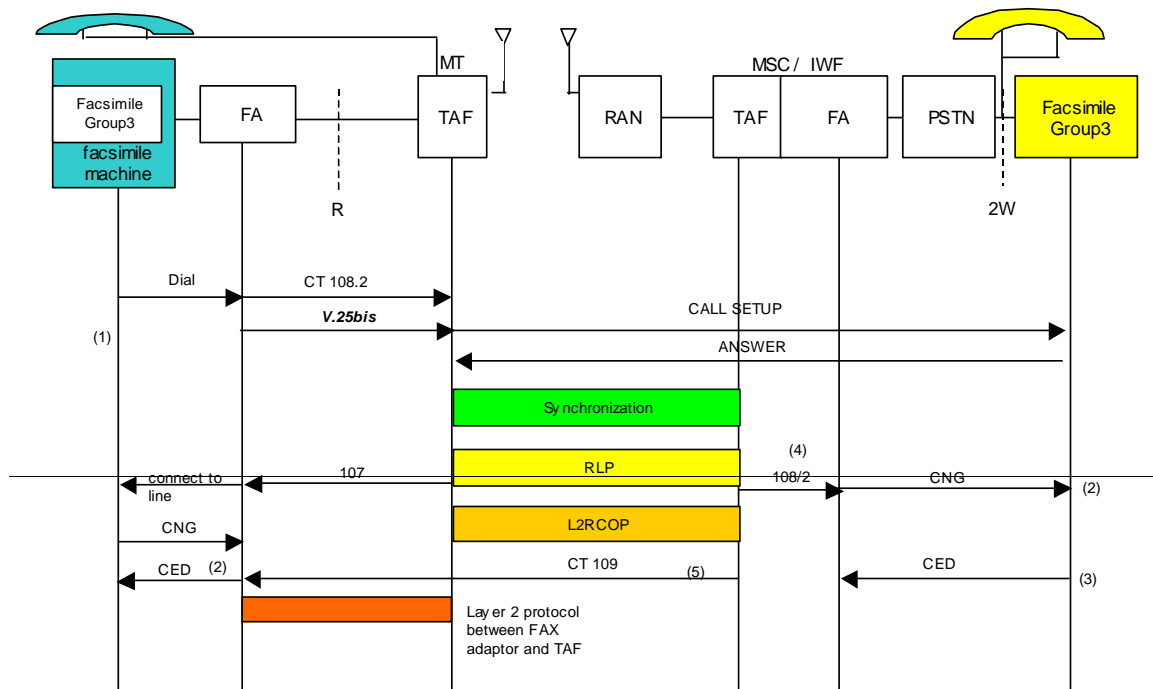 MT
MSC / IWF
Facsimile
Group3
facsimile
machine
FA
TAF
RAN
TAF
FA
PSTN
Facsimile
Group3
R
2W
Dial
CT 108.2
V.25bis
CALL SETUP
(1)
ANSWER
Synchronization
(4)
RLP
107
108/2
CNG
connect to
line
(2)
L2RCOP
CNG
CED
(2)
CT 109
(5)
CED
(3)
Layer 2 protocol
between FAX
adaptor and TAF